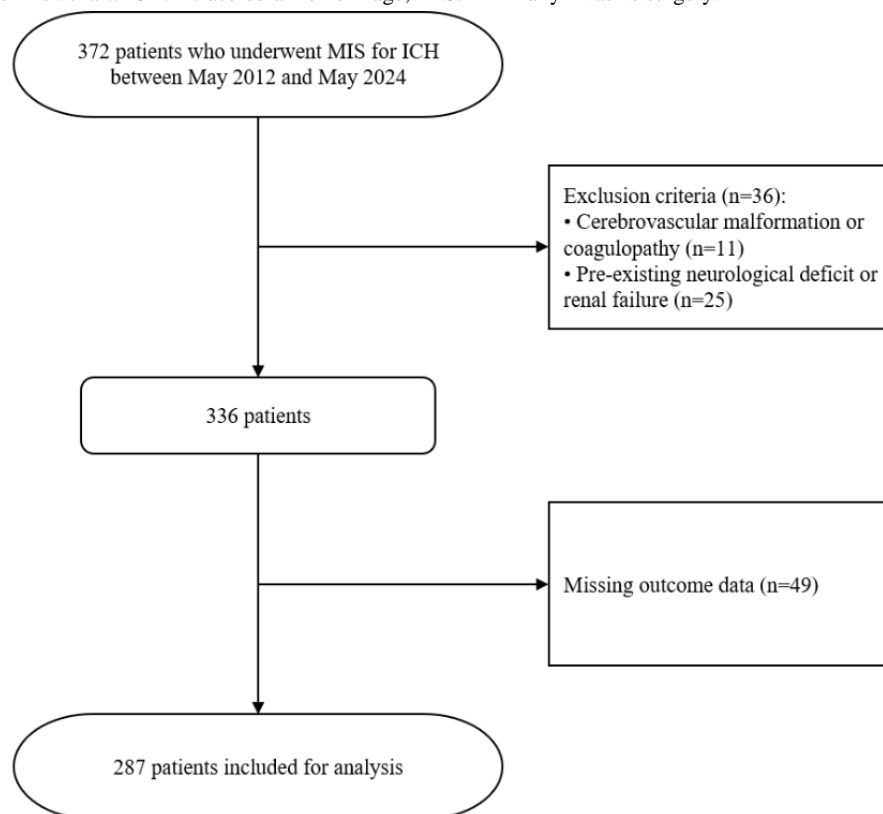 372 patients who underwent MIS for ICH
between May 2012 and May 2024
Exclusion criteria (n=36):
• Cerebrovascular malformation or
coagulopathy (n=11)
• Pre-existing neurological deficit or
renal failure (n=25)
336 patients
Missing outcome data (n=49)
287 patients included for analysis